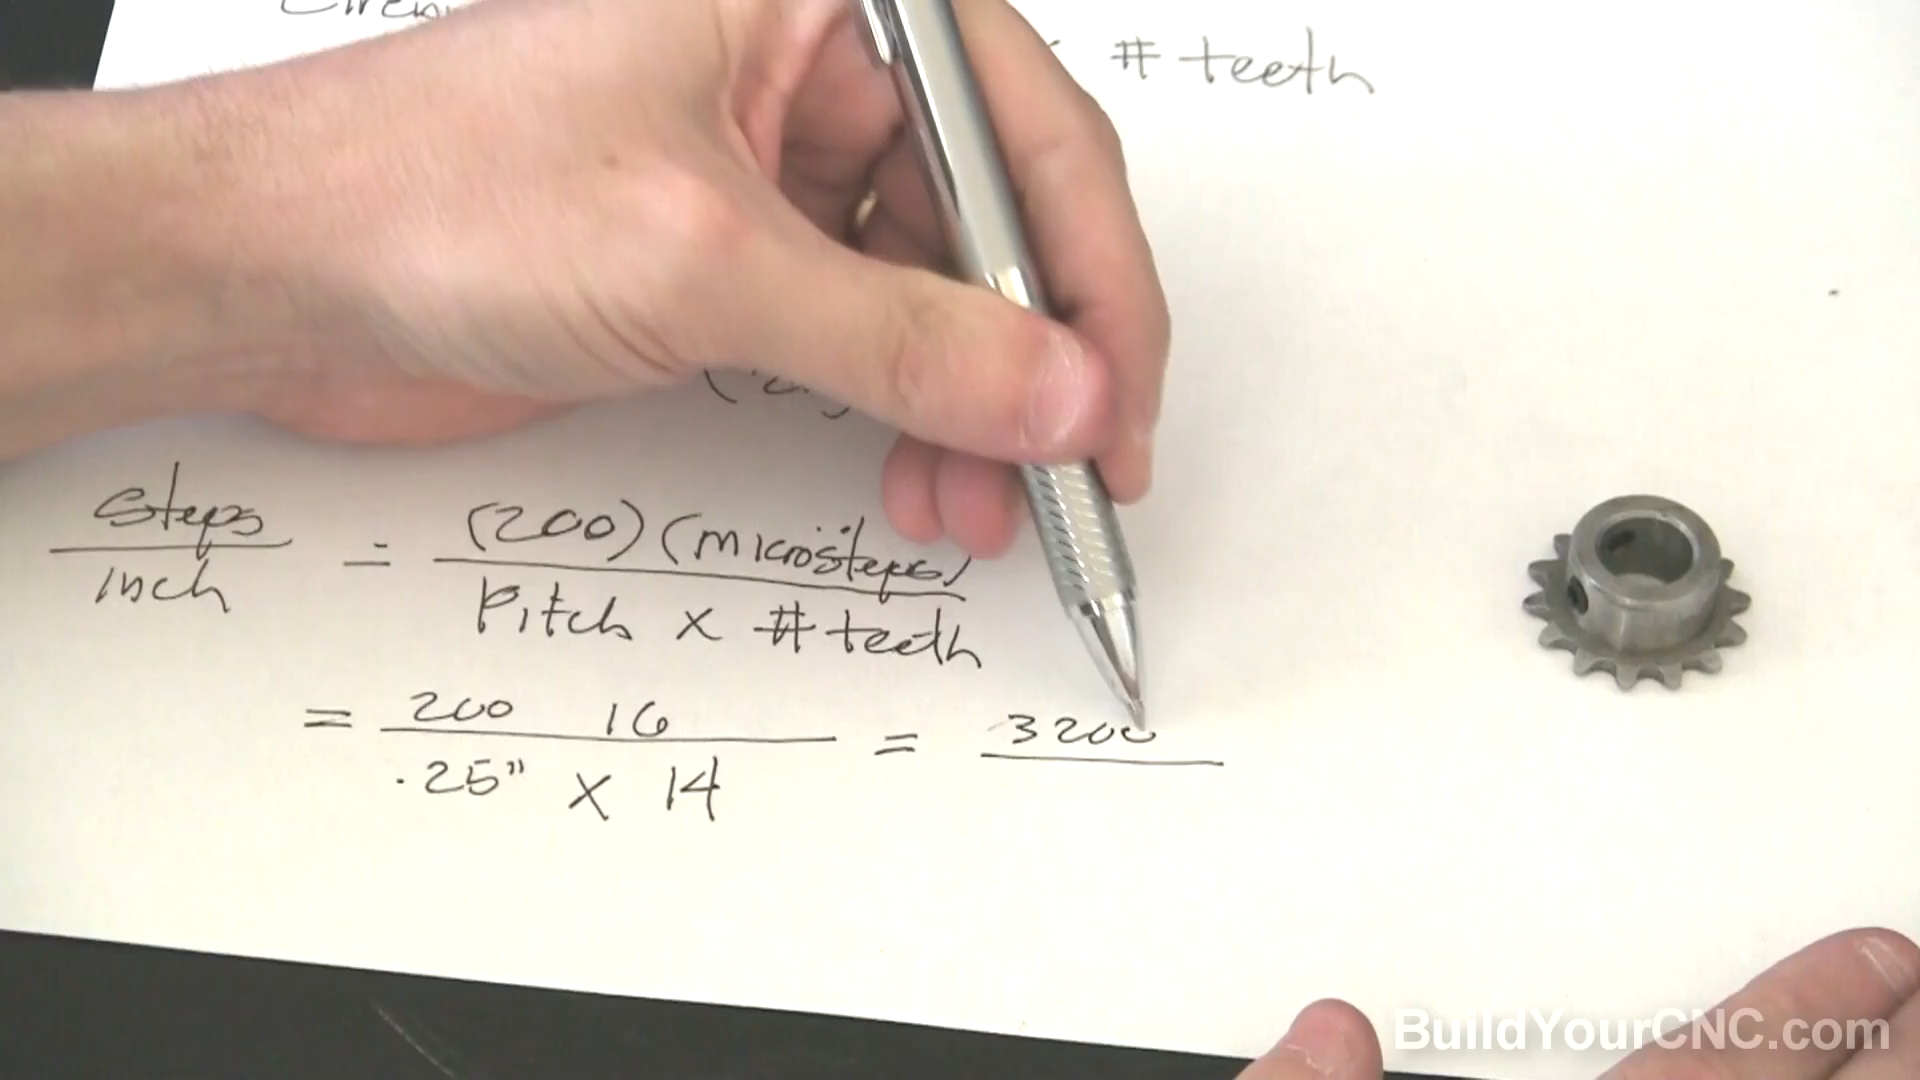 # teeth
steps / inch = (200) (microsteps) / Pitch x # teeth
= 200 16 / .25" x 14 = 3200
BuildYourCNC.com